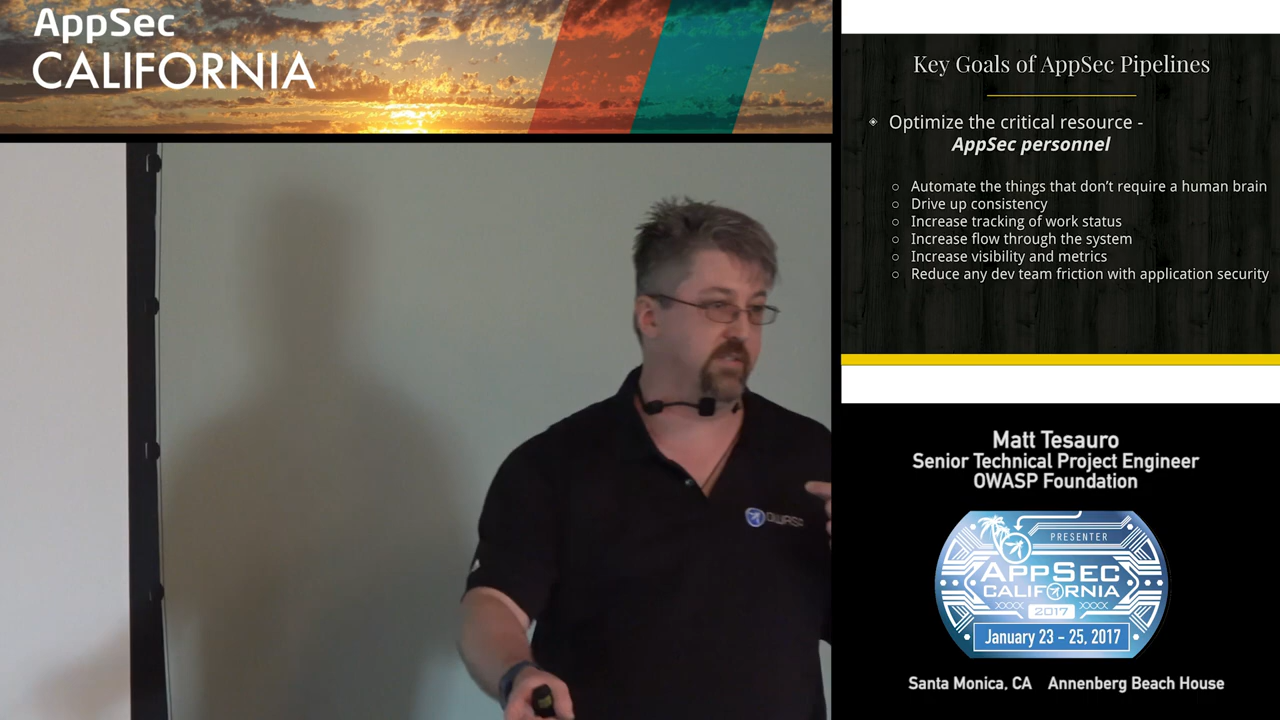 AppSec
CALIFORNIA
Key Goals of AppSec Pipelines
Optimize the critical resource -
AppSec personnel
Automate the things that don't require a human brain
Drive up consistency
Increase tracking of work status
Increase flow through the system
Increase visibility and metrics
Reduce any dev team friction with application security
OWASP
Matt Tesauro
Senior Technical Project Engineer
OWASP Foundation
PRESENTER
APPSEC
CALIFORNIA
XXXX 2017 XXXX
January 23 - 25, 2017
Santa Monica, CA Annenberg Beach House